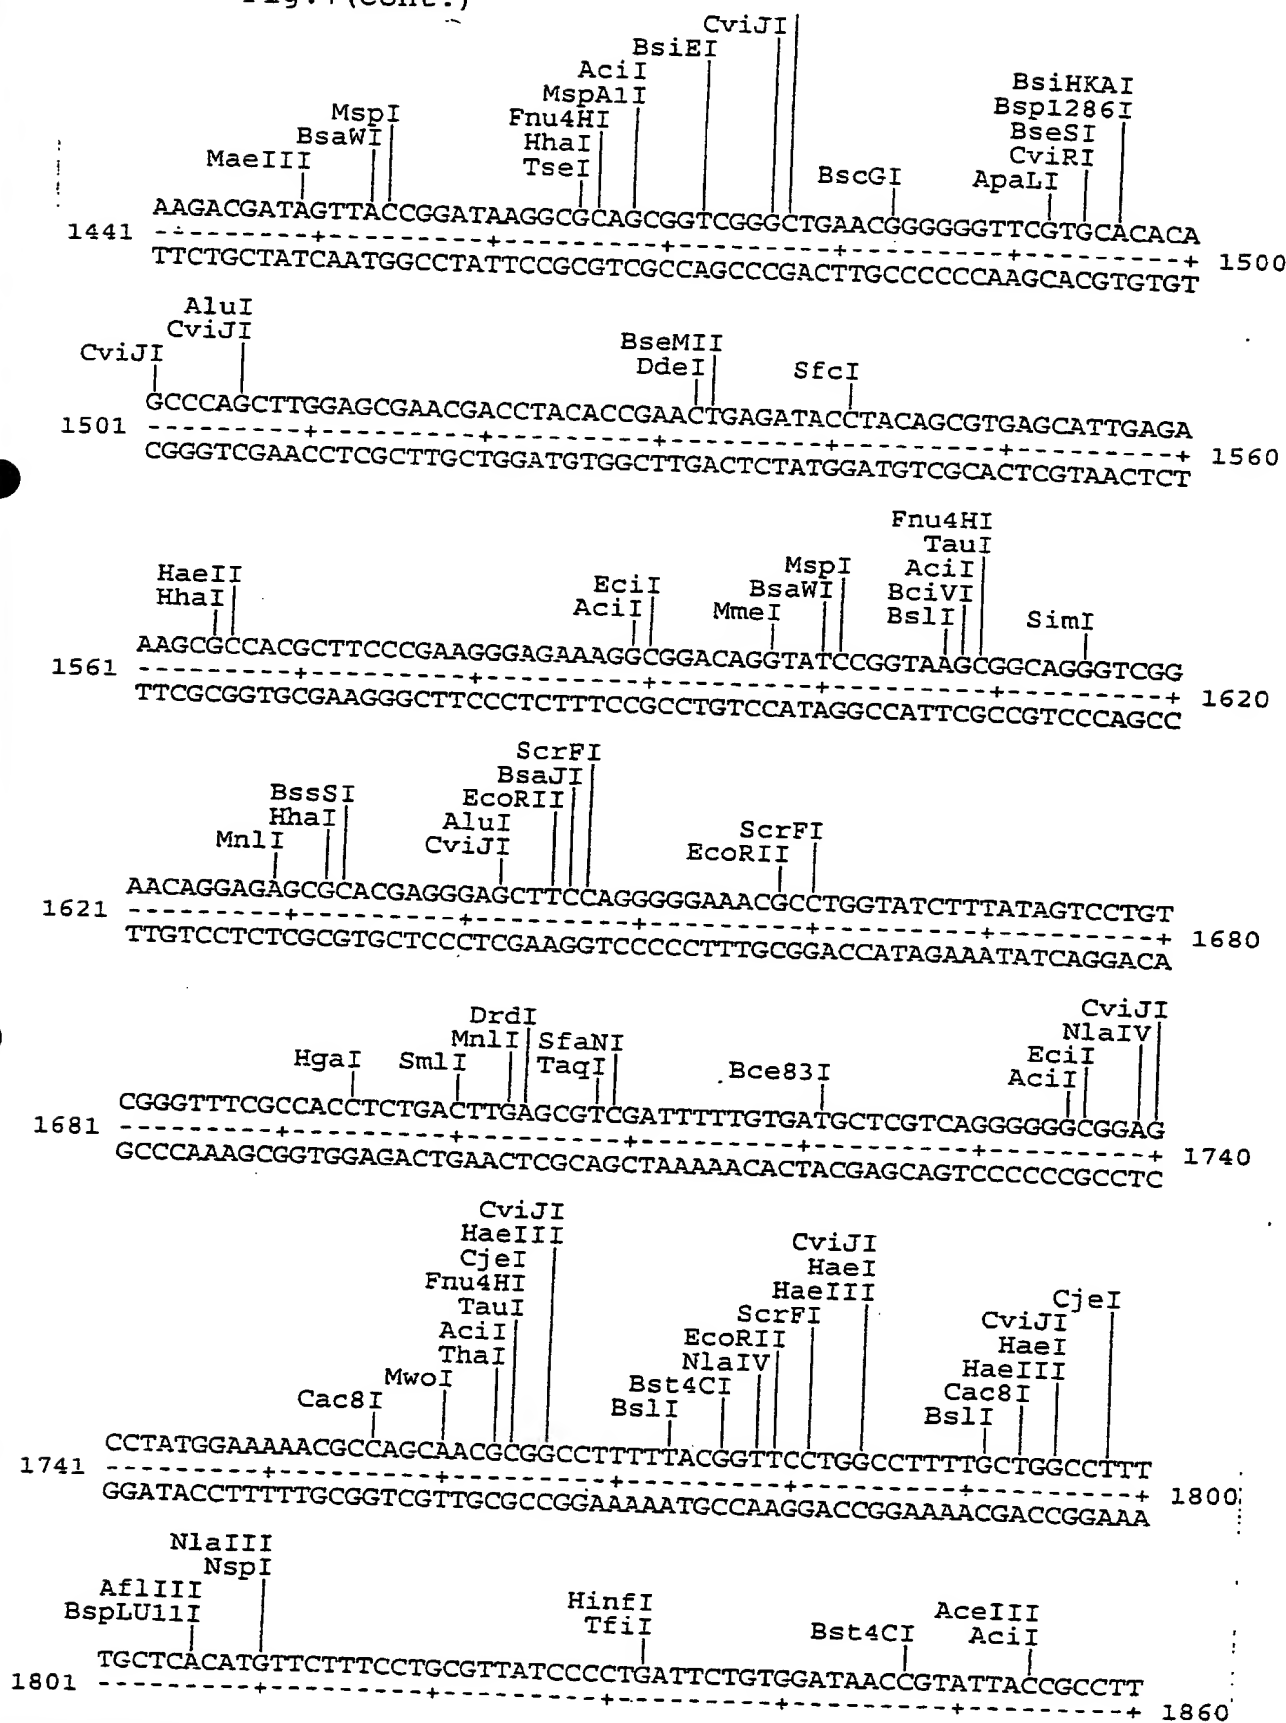 Fig.4(cont.)
CviJI
BsiEI
AciI
BsiHKAI
MspA1I
Bsp1286I
MspI Fnu4HI
BseSI
BsaWI HhaI
CviRI
MaeIII TseI BscGI ApaLI
AAGACGATAGTTACCGGATAAGGCGCAGCGGTCGGGCTGAACGGGGGGTTCGTGCACACA
1441 ---------+---------+---------+---------+---------+---------+ 1500
TTCTGCTATCAATGGCCTATTCCGCGTCGCCAGCCCGACTTGCCCCCCAAGCACGTGTGT
AluI
CviJI BseMII
CviJI DdeI SfcI
GCCCAGCTTGGAGCGAACGACCTACACCGAACTGAGATACCTACAGCGTGAGCATTGAGA
1501 ---------+---------+---------+---------+---------+---------+ 1560
CGGGTCGAACCTCGCTTGCTGGATGTGGCTTGACTCTATGGATGTCGCACTCGTAACTCT
Fnu4HI
TauI
HaeII EciI MspI AciI
HhaI AciI BsaWI BciVI
MmeI BslI SimI
AAGCGCCACGCTTCCCGAAGGGAGAAAGGCGGACAGGTATCCGGTAAGCGGCAGGGTCGG
1561 ---------+---------+---------+---------+---------+---------+ 1620
TTCGCGGTGCGAAGGGCTTCCCTCTTTCCGCCTGTCCATAGGCCATTCGCCGTCCCAGCC
ScrFI
BsaJI
BssSI EcoRII
HhaI AluI ScrFI
MnlI CviJI EcoRII
AACAGGAGAGCGCACGAGGGAGCTTCCAGGGGGAAACGCCTGGTATCTTTATAGTCCTGT
1621 ---------+---------+---------+---------+---------+---------+ 1680
TTGTCCTCTCGCGTGCTCCCTCGAAGGTCCCCCTTTGCGGACCATAGAAATATCAGGACA
DrdI CviJI
MnlI SfaNI NlaIV
HgaI SmlI TaqI Bce83I EciI
AciI
CGGGTTTCGCCACCTCTGACTTGAGCGTCGATTTTTGTGATGCTCGTCAGGGGGGCGGAG
1681 ---------+---------+---------+---------+---------+---------+ 1740
GCCCAAAGCGGTGGAGACTGAACTCGCAGCTAAAAACACTACGAGCAGTCCCCCCGCCTC
CviJI
HaeIII CviJI
CjeI HaeI
Fnu4HI HaeIII CjeI
TauI ScrFI CviJI
AciI EcoRII HaeI
ThaI NlaIV HaeIII
MwoI Bst4CI Cac8I
Cac8I BslI BslI
CCTATGGAAAAACGCCAGCAACGCGGCCTTTTTACGGTTCCTGGCCTTTTGCTGGCCTTT
1741 ---------+---------+---------+---------+---------+---------+ 1800
GGATACCTTTTTGCGGTCGTTGCGCCGGAAAAATGCCAAGGACCGGAAAACGACCGGAAA
NlaIII
NspI
AflIII HinfI AceIII
BspLU11I TfiI Bst4CI AciI
TGCTCACATGTTCTTTCCTGCGTTATCCCCTGATTCTGTGGATAACCGTATTACCGCCTT
1801 ---------+---------+---------+---------+---------+---------+ 1860